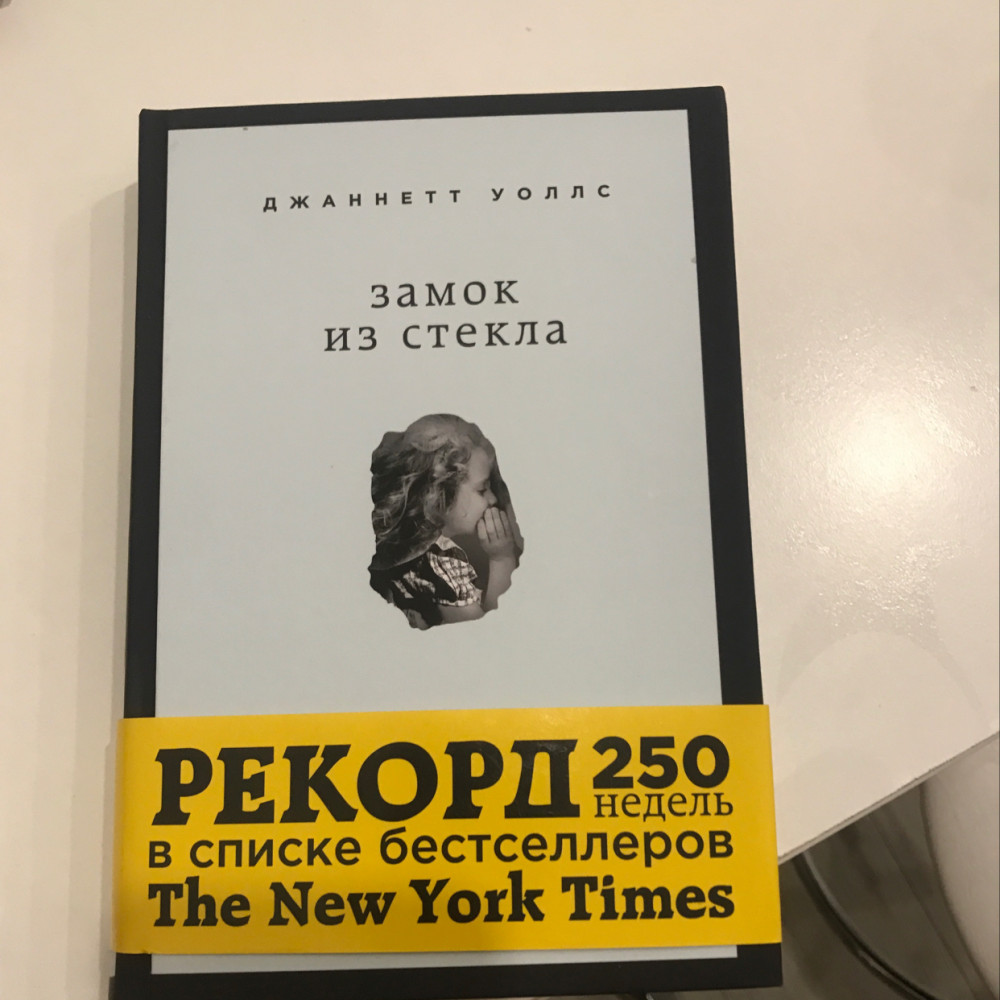 ДЖАННЕТТ УОЛЛС
замок
из стекла
РЕКОРД 250
недель
в списке бестселлеров
The New York Times